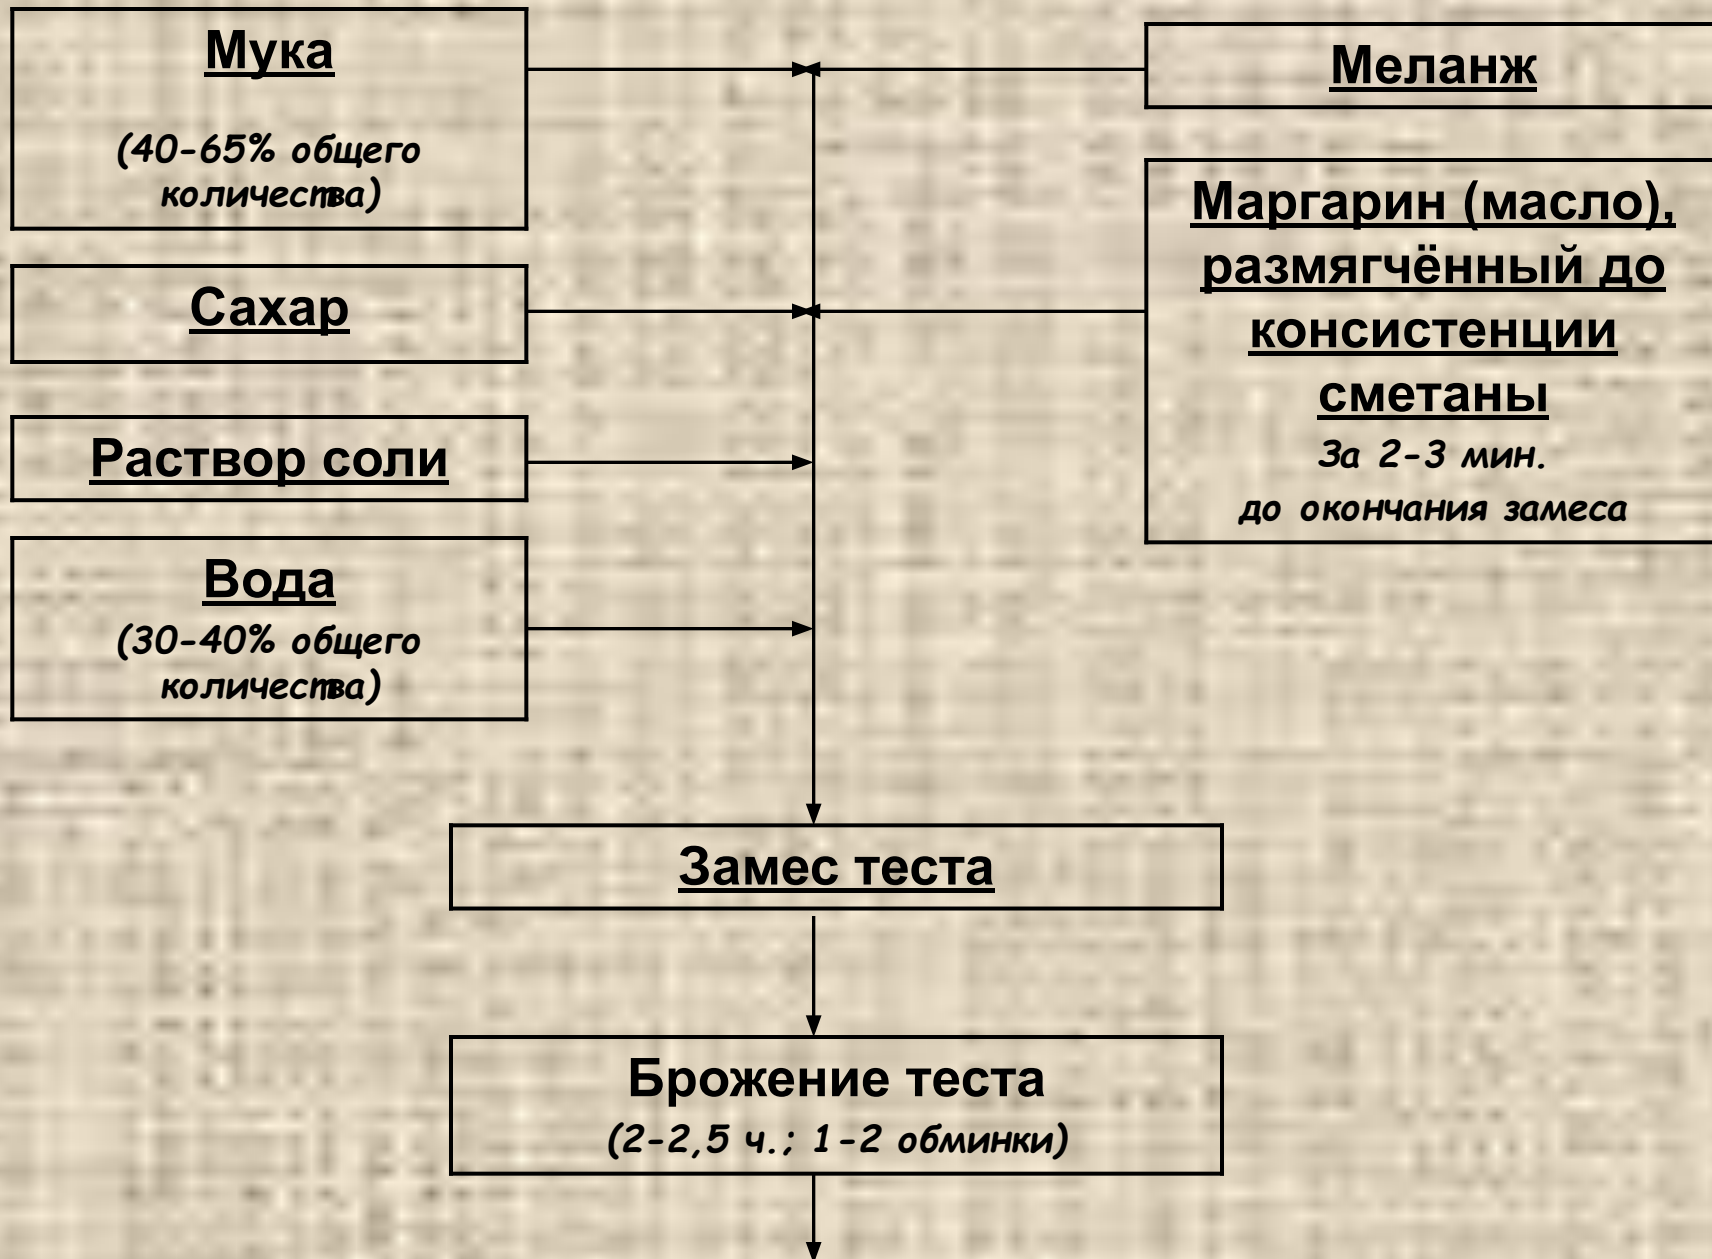 Мука
(40-65% общего
количества)
Сахар
Раствор соли
Вода
(30-40% общего
количества)
Меланж
Маргарин (масло),
размягчённый до
консистенции
сметаны
За 2-3 мин.
до окончания замеса
Замес теста
Брожение теста
(2-2,5 ч.; 1-2 обминки)